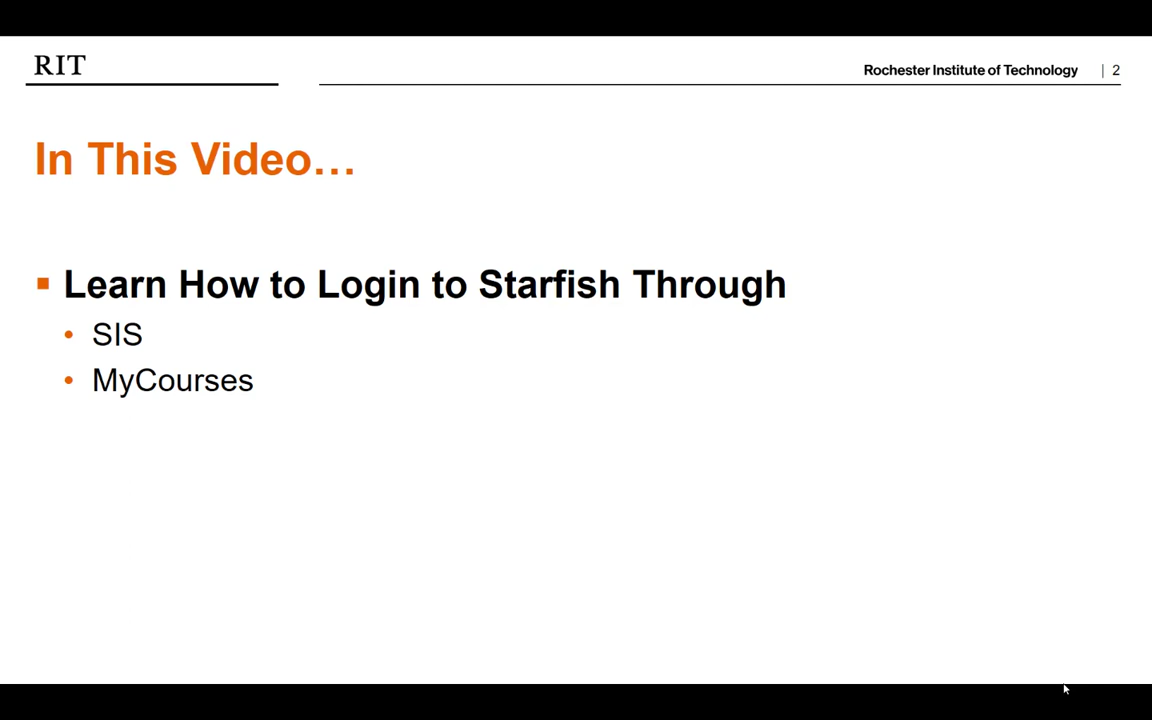 RIT
Rochester Institute of Technology | 2
In This Video…
Learn How to Login to Starfish Through
SIS
MyCourses